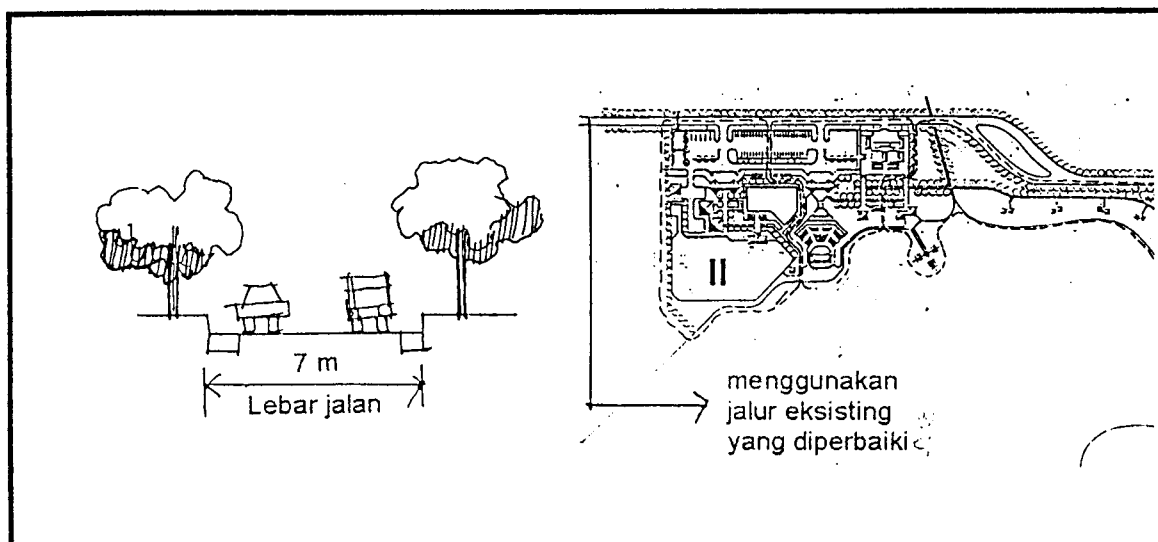 7 m
Lebar jalan
II
menggunakan
jalur eksisting
yang diperbaiki